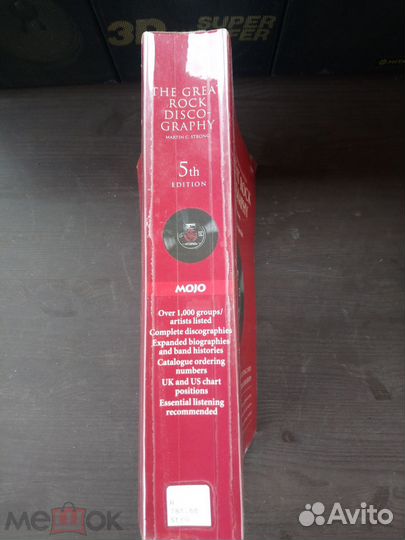 3D SUPER
THE GREAT
ROCK
DISCO-
GRAPHY
MARTIN C. STRONG
5th
EDITION
MOJO
Over 1,000 groups/
artists listed
Complete discographies
Expanded biographies
and band histories
Catalogue ordering
numbers
UK and US chart
positions
Essential listening
recommended
ROCK
МЕШОК
Avito